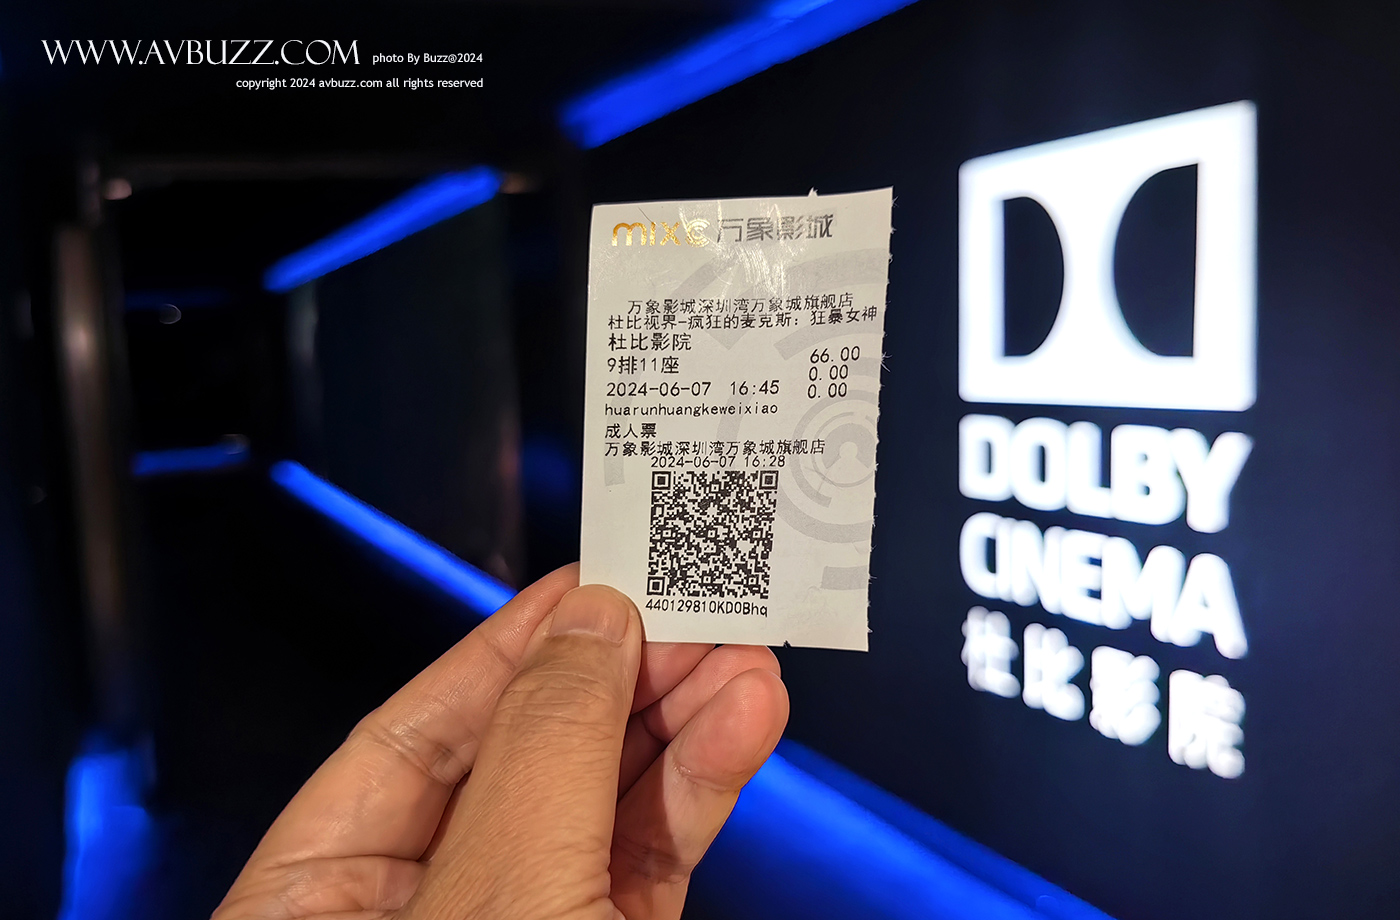 WWW.AVBUZZ.COM photo By Buzz@2024
copyright 2024 avbuzz.com all rights reserved
mixc 万象影城
万象影城深圳湾万象城旗舰店
杜比视界-疯狂的麦克斯：狂暴女神
杜比影院
9排11座 66.00
0.00
2024-06-07 16:45 0.00
huarunhuangkeweixiao
成人票
万象影城深圳湾万象城旗舰店
2024-06-07 16:28
440129810KD0Bhq
DOLBY
CINEMA
杜比影院